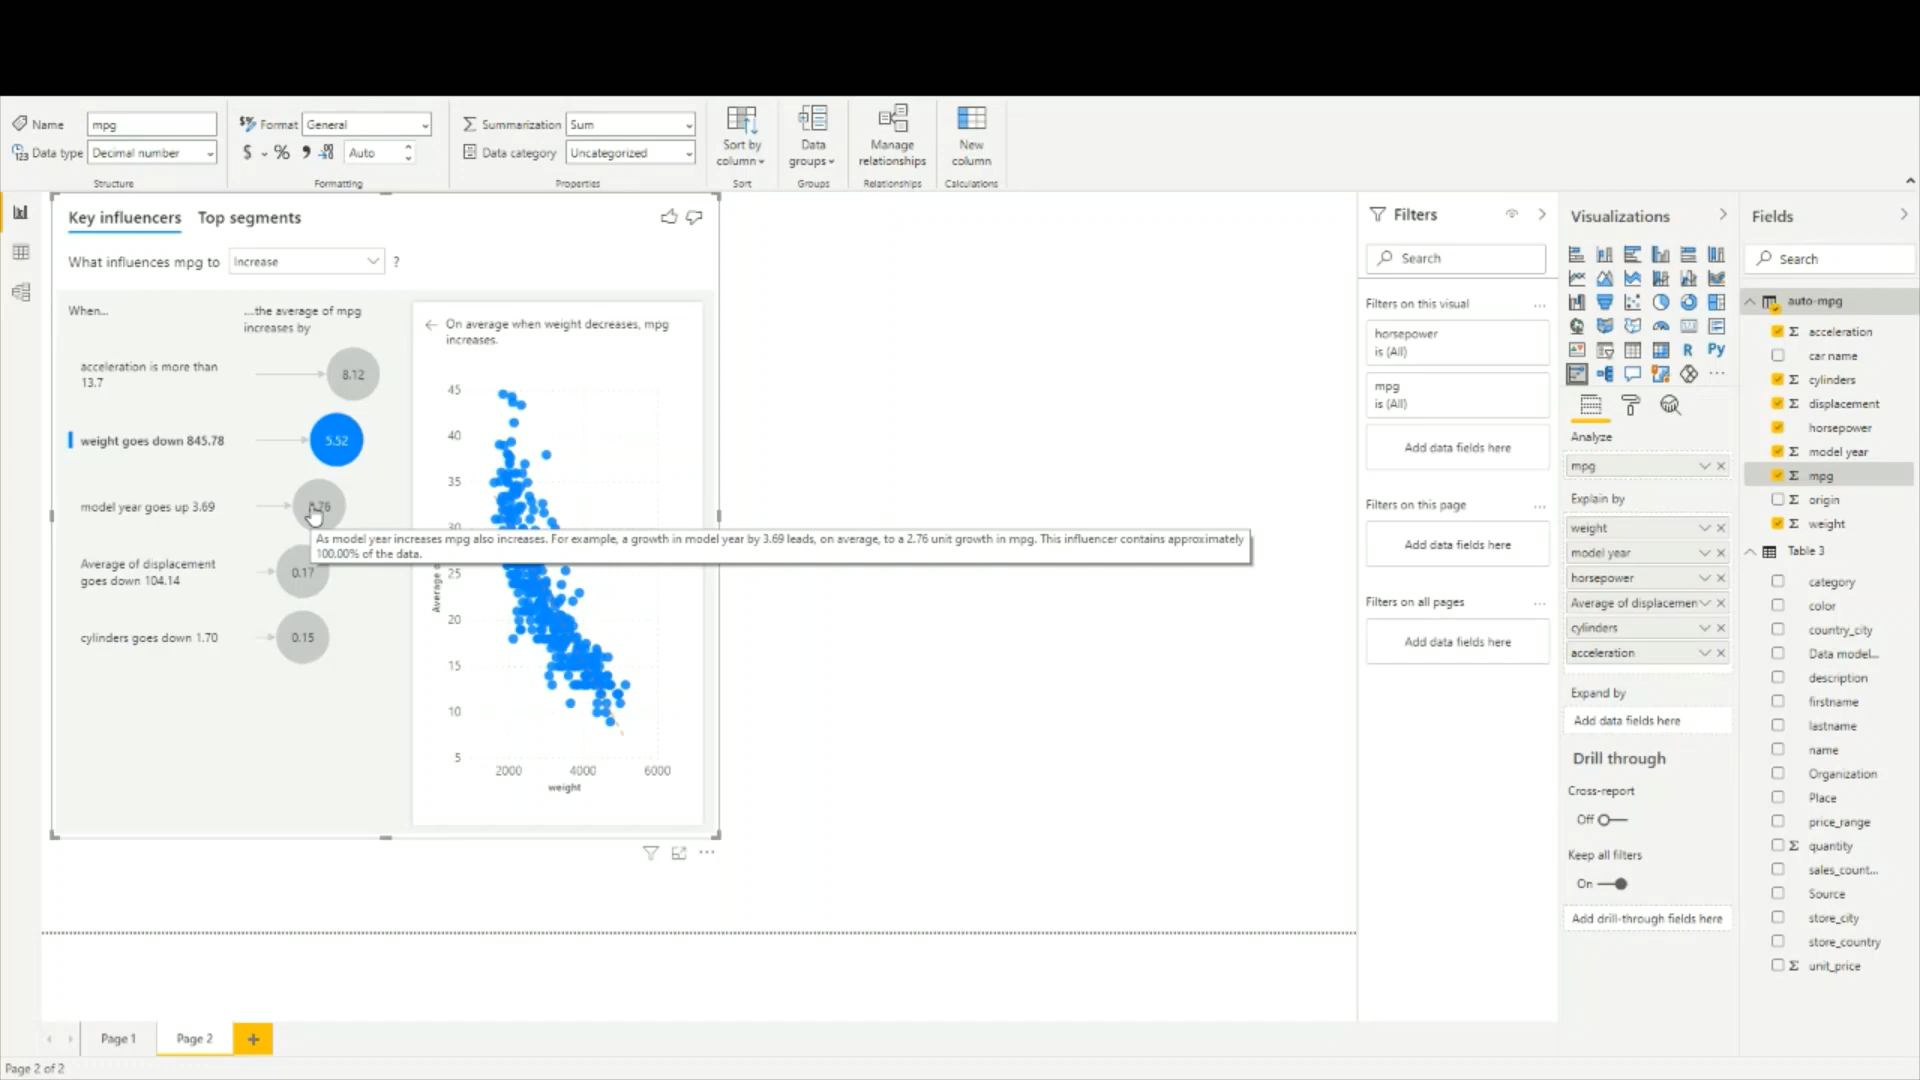 Name
mpg
Format
General
Summarization
Sum
Data type
Decimal number
$
%
Auto
Data category
Uncategorized
Sort by
column
Data
groups
Manage
relationships
New
column
Structure
Formatting
Properties
Sort
Groups
Relationships
Calculations
Key influencers
Top segments
What influences mpg to
Increase
?
When...
...the average of mpg
increases by
acceleration is more than
13.7
8.12
weight goes down 845.78
5.52
model year goes up 3.69
Average of displacement
goes down 104.14
0.17
cylinders goes down 1.70
0.15
On average when weight decreases, mpg
increases.
45
40
35
30
As model year increases mpg also increases. For example, a growth in model year by 3.69 leads, on average, to a 2.76 unit growth in mpg. This influencer contains approximately
100.00% of the data.
25
20
15
10
5
Average
2000
4000
6000
weight
Filters
Search
Filters on this visual
...
horsepower
is (All)
mpg
is (All)
Add data fields here
Filters on this page
...
Add data fields here
Filters on all pages
...
Add data fields here
Visualizations
R
Py
...
Analyze
mpg
Explain by
weight
model year
horsepower
Average of displacemen
cylinders
acceleration
Expand by
Add data fields here
Drill through
Cross-report
Off
Keep all filters
On
Add drill-through fields here
Fields
Search
auto-mpg
Σ acceleration
car name
Σ cylinders
Σ displacement
horsepower
Σ model year
Σ mpg
Σ origin
Σ weight
Table 3
category
color
country_city
Data model...
description
firstname
lastname
name
Organization
Place
price_range
Σ quantity
sales_count...
Source
store_city
store_country
Σ unit_price
Page 1
Page 2
+
Page 2 of 2